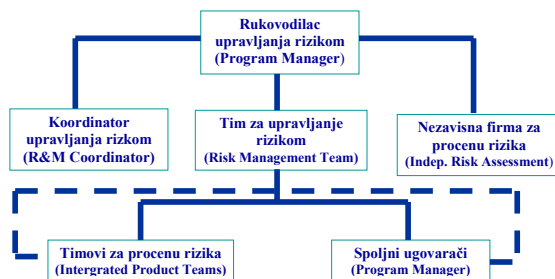 Rukovodilac
upravljanja rizikom
(Program Manager)
Koordinator
upravljanja rizkom
(R&M Coordinator)
Tim za upravljanje
rizikom
(Risk Management Team)
Nezavisna firma za
procenu rizika
(Indep. Risk Assessment)
Timovi za procenu rizika
(Intergrated Product Teams)
Spoljni ugovarači
(Program Manager)